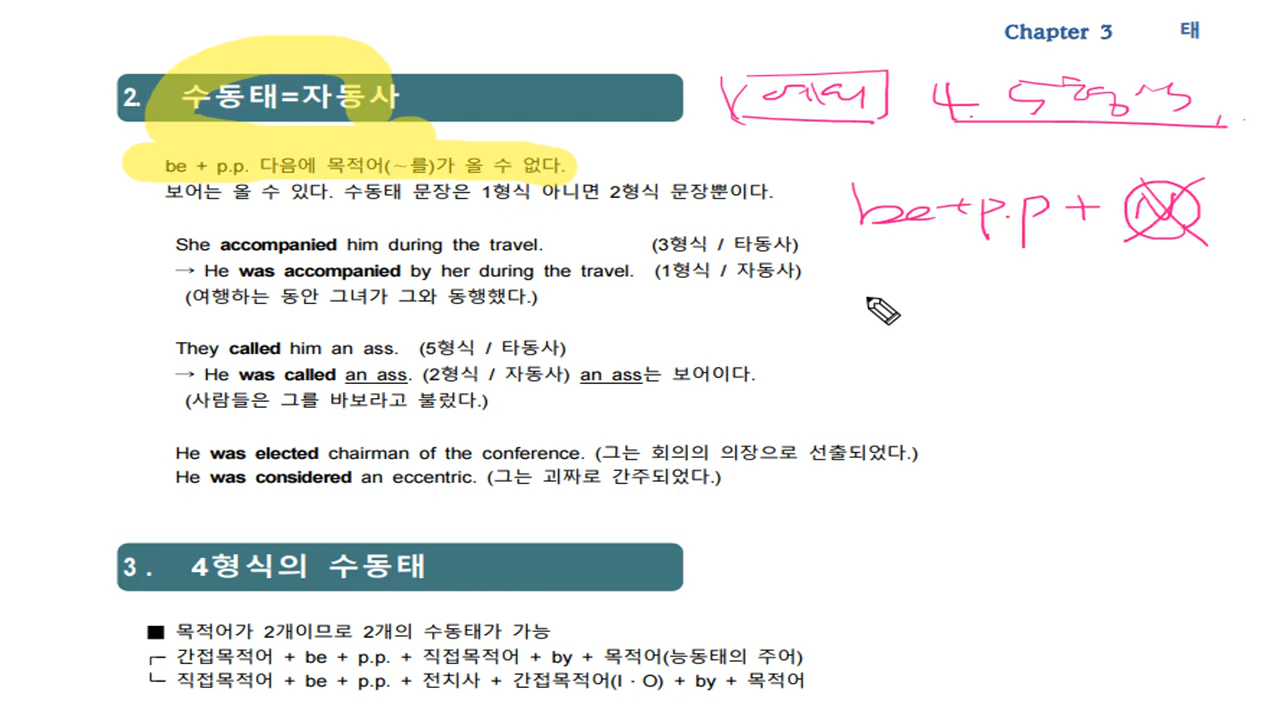 Chapter 3 태
2. 수동태=자동사
예외 4. 5형식
be + p.p. 다음에 목적어(~를)가 올 수 없다.
보어는 올 수 있다. 수동태 문장은 1형식 아니면 2형식 문장뿐이다.
be+p.p + N
She accompanied him during the travel. (3형식 / 타동사)
→ He was accompanied by her during the travel. (1형식 / 자동사)
(여행하는 동안 그녀가 그와 동행했다.)
They called him an ass. (5형식 / 타동사)
→ He was called an ass. (2형식 / 자동사) an ass는 보어이다.
(사람들은 그를 바보라고 불렀다.)
He was elected chairman of the conference. (그는 회의의 의장으로 선출되었다.)
He was considered an eccentric. (그는 괴짜로 간주되었다.)
3. 4형식의 수동태
■ 목적어가 2개이므로 2개의 수동태가 가능
┌ 간접목적어 + be + p.p. + 직접목적어 + by + 목적어(능동태의 주어)
└ 직접목적어 + be + p.p. + 전치사 + 간접목적어(I · O) + by + 목적어